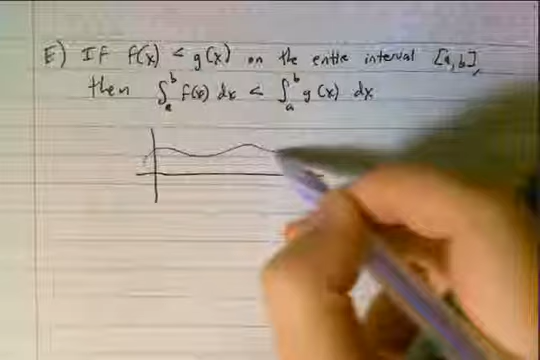 E) If f(x) < g(x) on the entire interval [a,b],
then ∫ₐᵇ f(x) dx < ∫ₐᵇ g(x) dx